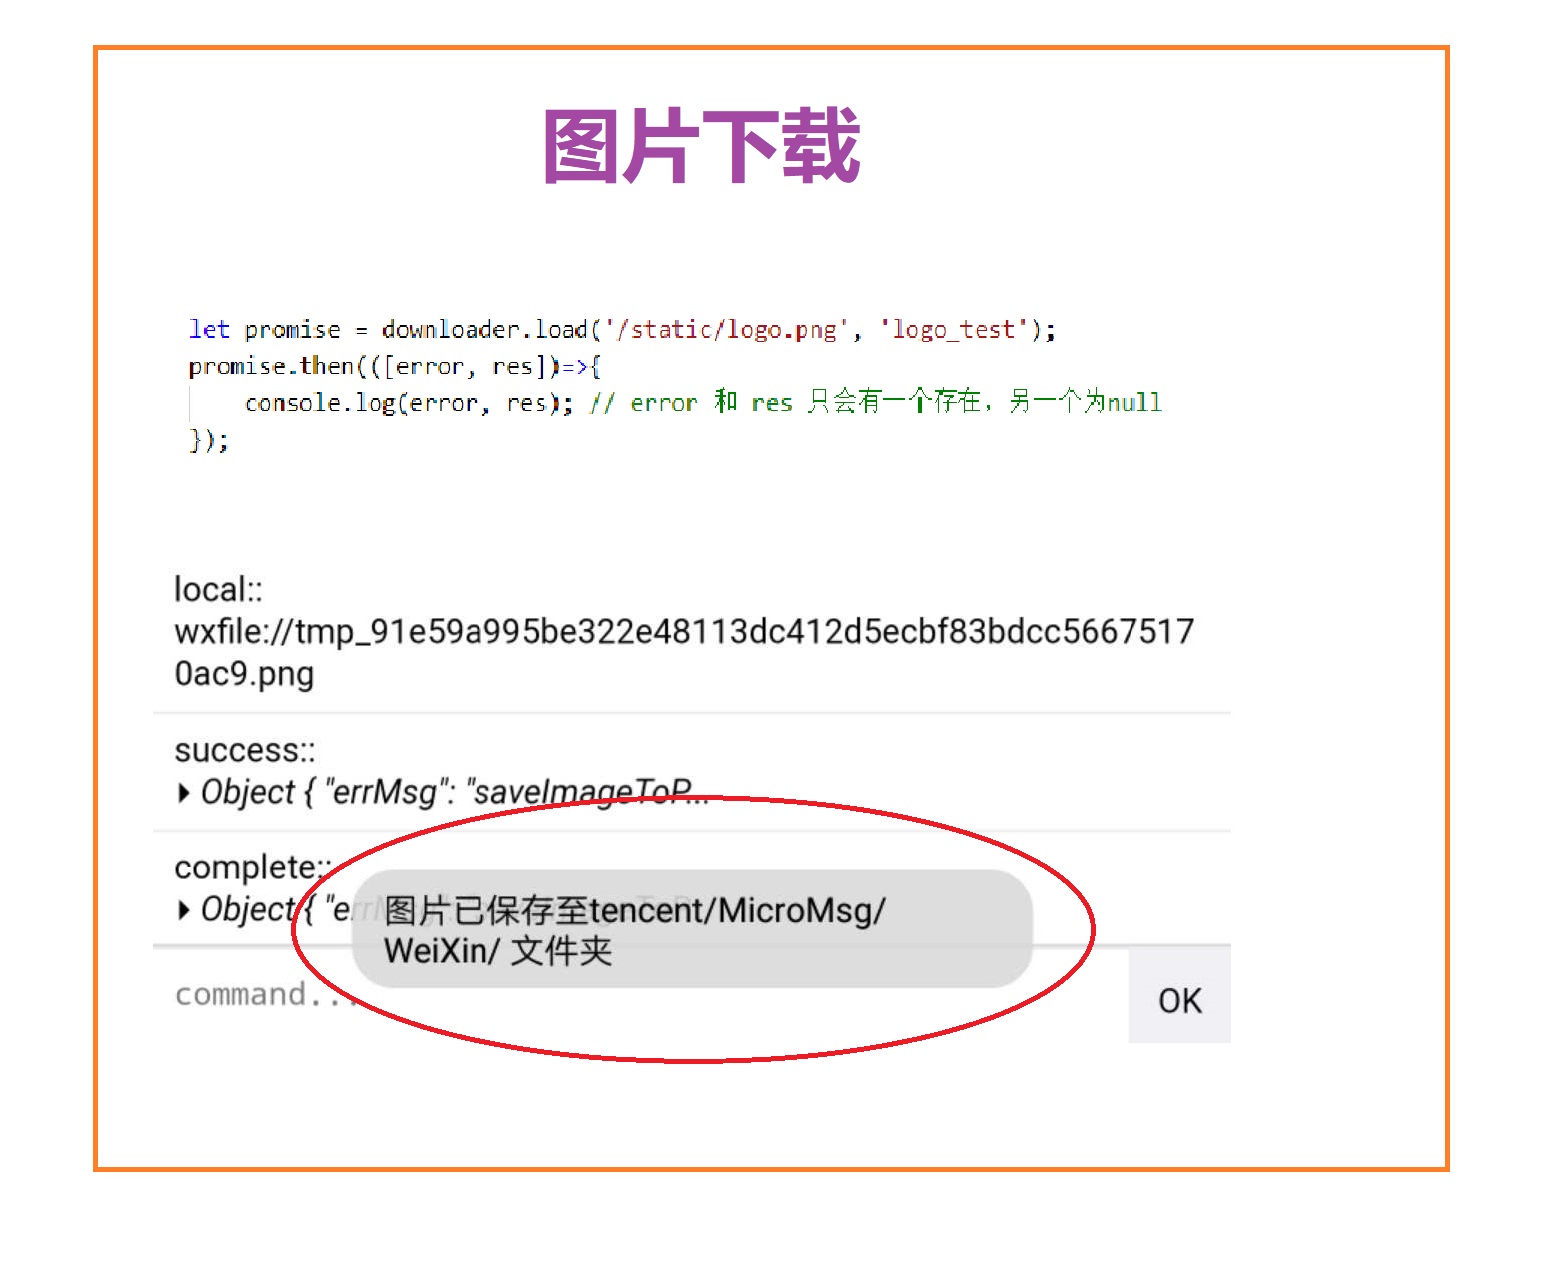 图片下载
let promise = downloader.load('/static/logo.png', 'logo_test');
promise.then(([error, res])=>{
    console.log(error, res); // error 和 res 只会有一个存在，另一个为null
});
local::
wxfile://tmp_91e59a995be322e48113dc412d5ecbf83bdcc5667517
0ac9.png
success::
Object { "errMsg": "saveImageToP...
complete::
Object { "errMsg":
图片已保存至tencent/MicroMsg/
WeiXin/ 文件夹
command...
OK